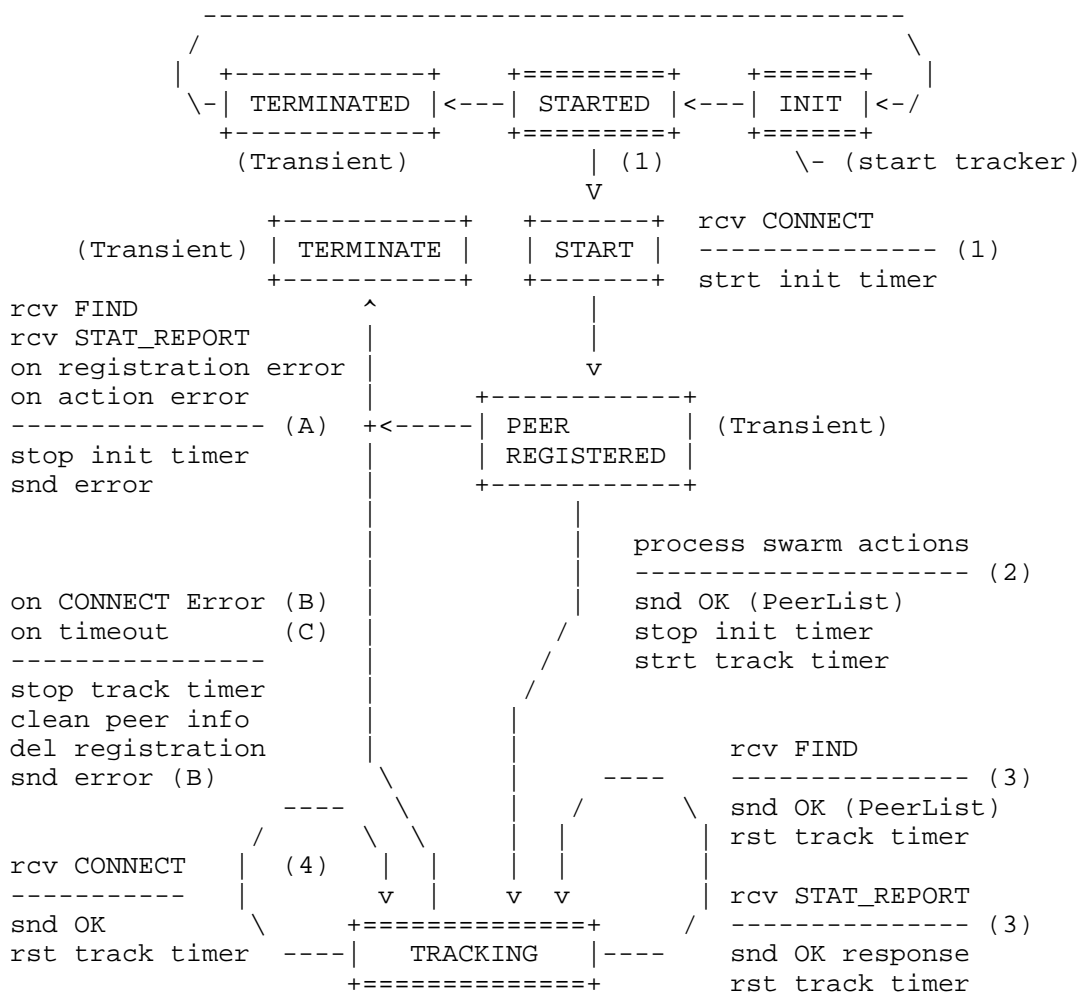 TERMINATED <--- STARTED <--- INIT
(Transient) (1) \- (start tracker)
rcv CONNECT
(Transient) TERMINATE START --------------- (1)
strt init timer
rcv FIND
rcv STAT_REPORT
on registration error
on action error
---------------- (A) PEER (Transient)
stop init timer REGISTERED
snd error
process swarm actions
--------------------- (2)
on CONNECT Error (B) snd OK (PeerList)
on timeout (C) stop init timer
---------------- strt track timer
stop track timer
clean peer info
del registration rcv FIND
snd error (B) --------------- (3)
snd OK (PeerList)
rst track timer
rcv CONNECT (4)
----------- rcv STAT_REPORT
snd OK --------------- (3)
rst track timer TRACKING snd OK response
rst track timer